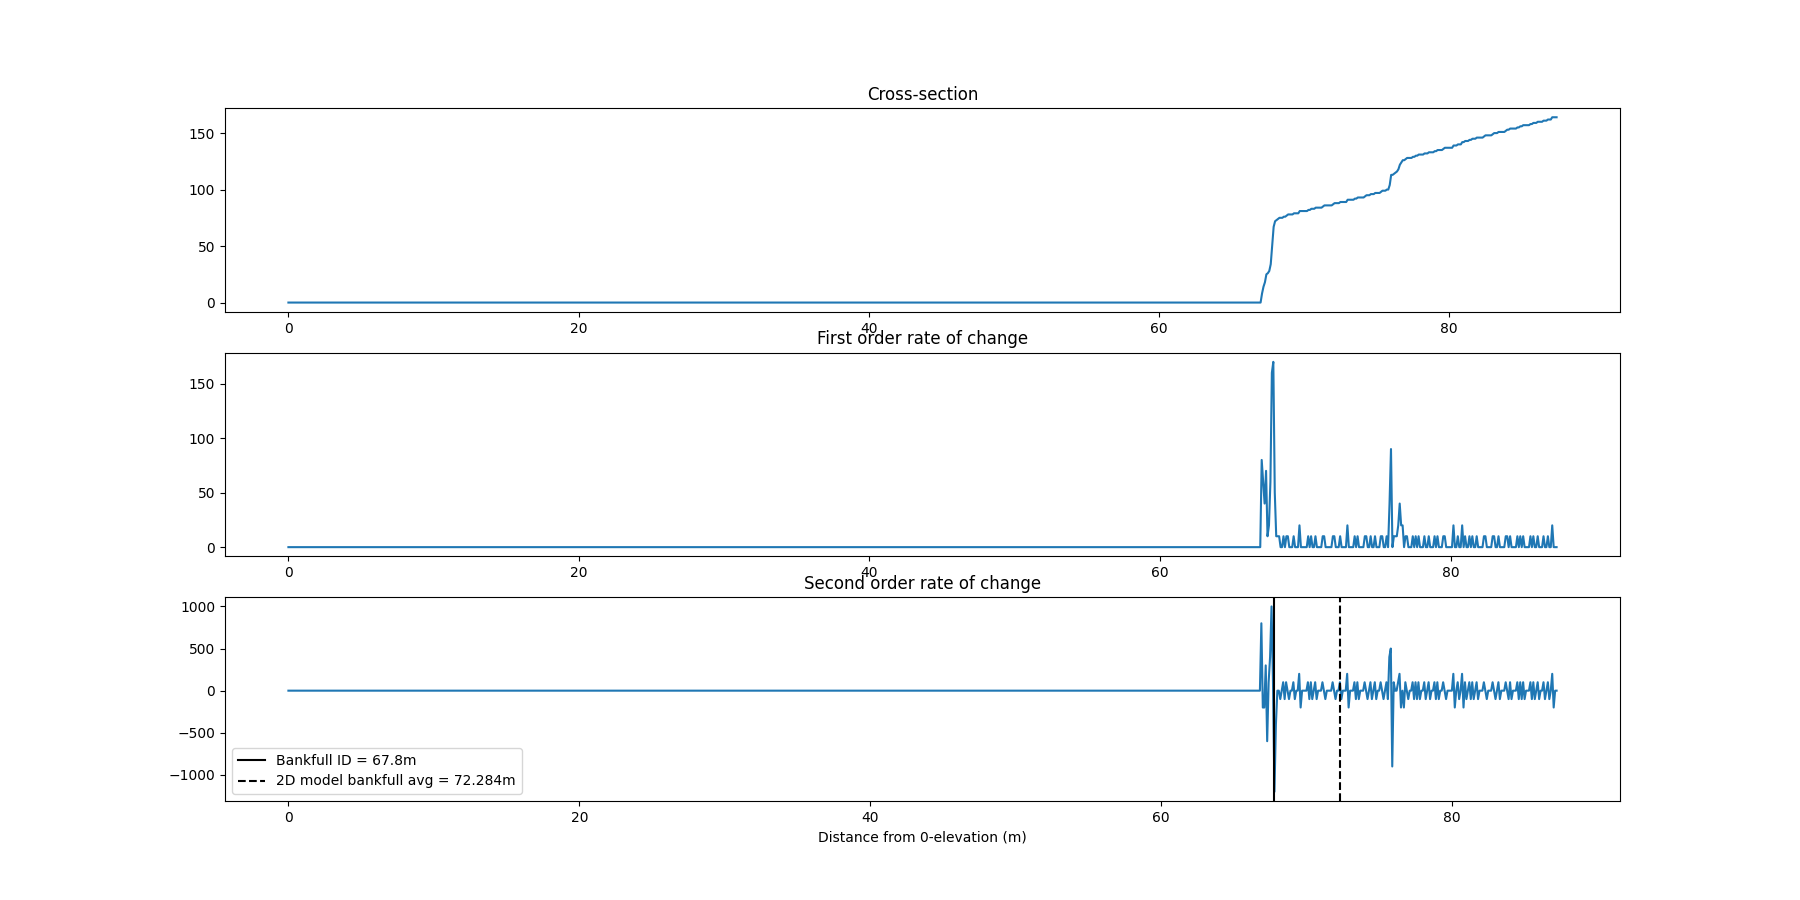 Cross-section
150
100
50
0
0 20 40 60 80
First order rate of change
150
100
50
0
0 20 40 60 80
Second order rate of change
1000
500
0
−500
−1000
Bankfull ID = 67.8m
2D model bankfull avg = 72.284m
0 20 40 60 80
Distance from 0-elevation (m)